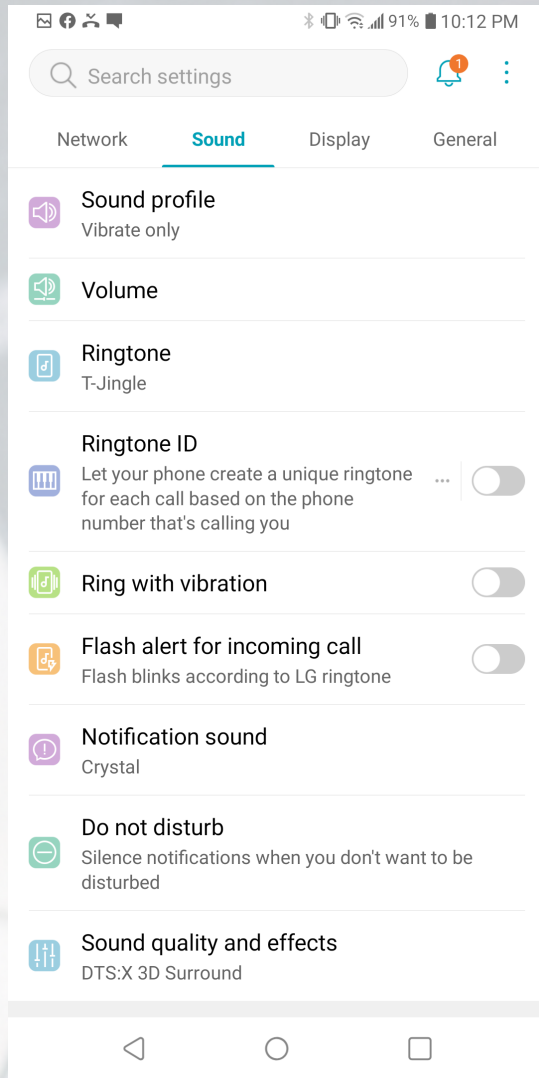 91% 10:12 PM
Search settings
1
Network Sound Display General
Sound profile
Vibrate only
Volume
Ringtone
T-Jingle
Ringtone ID
Let your phone create a unique ringtone
for each call based on the phone
number that's calling you
Ring with vibration
Flash alert for incoming call
Flash blinks according to LG ringtone
Notification sound
Crystal
Do not disturb
Silence notifications when you don't want to be
disturbed
Sound quality and effects
DTS:X 3D Surround